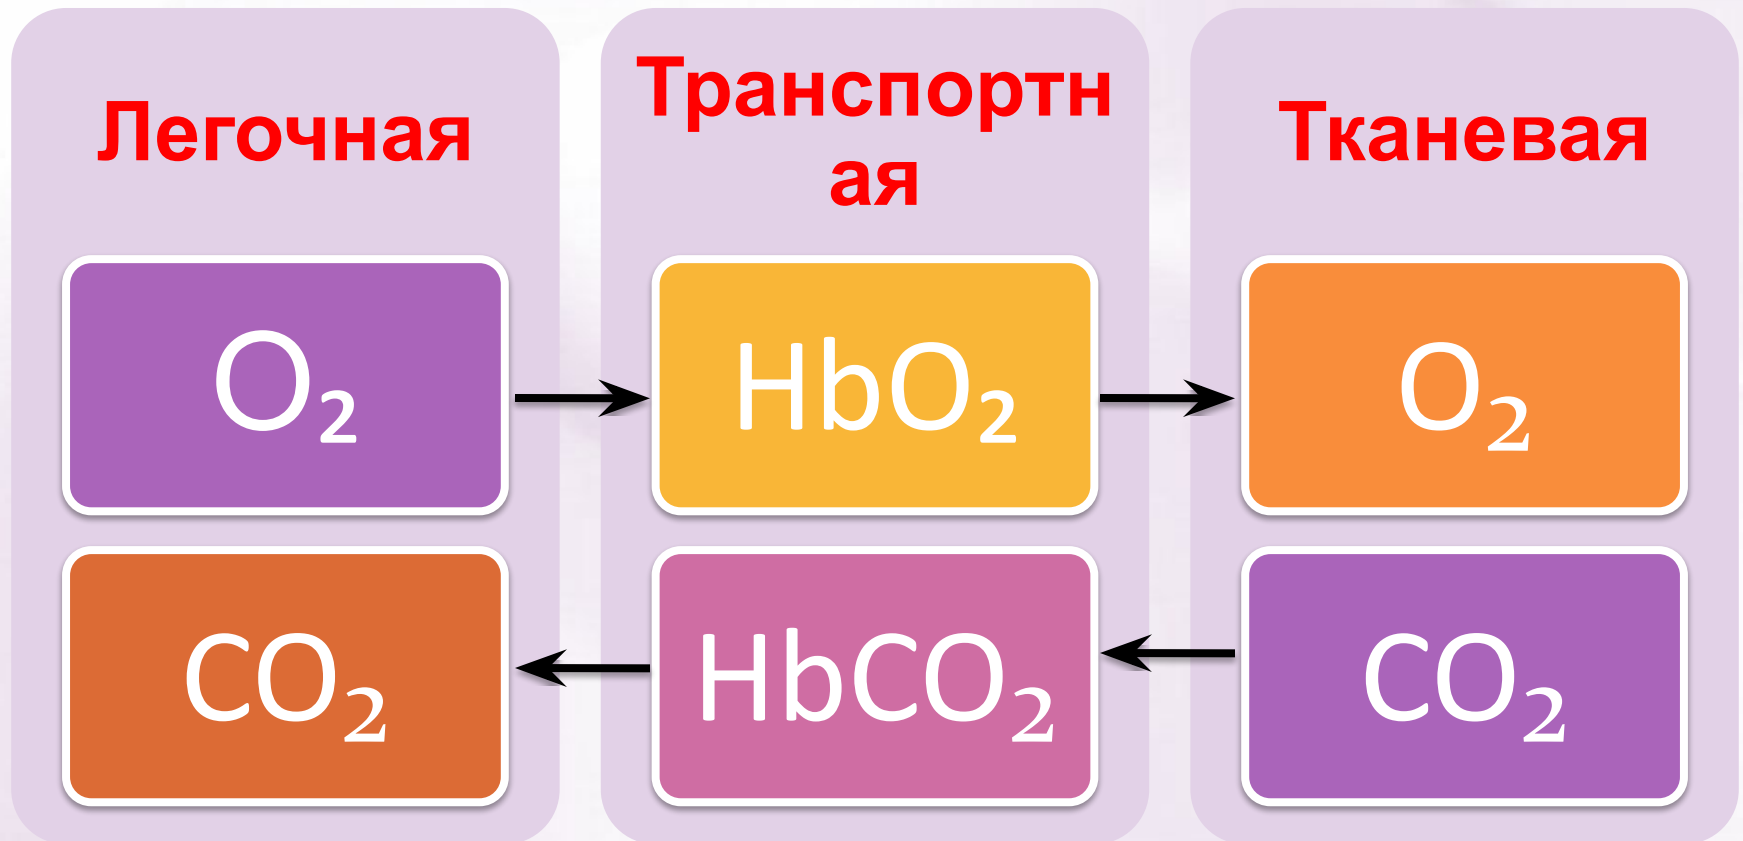 Легочная
Транспортн
ая
Тканевая
O₂
HbO₂
O₂
CO₂
HbCO₂
CO₂